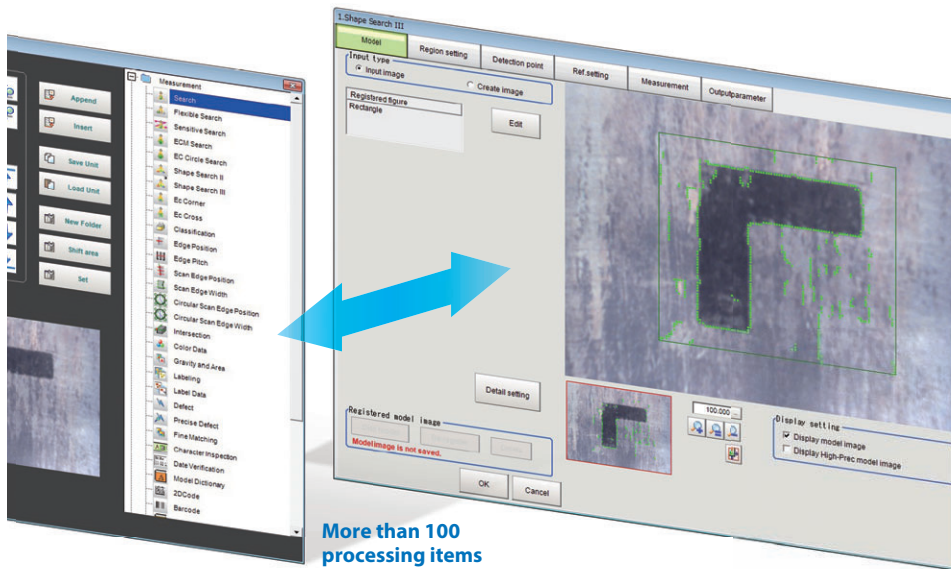 Append
Insert
Save Unit
Load Unit
New Folder
Shift area
Set
Measurement
Search
Flexible Search
Sensitive Search
ECM Search
EC Circle Search
Shape Search II
Shape Search III
Ec Corner
Ec Cross
Classification
Edge Position
Edge Pitch
Scan Edge Position
Scan Edge Width
Circular Scan Edge Position
Circular Scan Edge Width
Intersection
Color Data
Gravity and Area
Labeling
Label Data
Defect
Precise Defect
Fine Matching
Character Inspection
Date Verification
Model Dictionary
2DCode
Barcode
1.Shape Search III
Model
Region setting
Detection point
Ref.setting
Measurement
Outputparameter
Input type
Input image
Create image
Registered figure
Rectangle
Edit
Detail setting
Registered model image
Model image is not saved.
100.000
Display setting
Display model image
Display High-Prec model image
OK
Cancel
More than 100
processing items